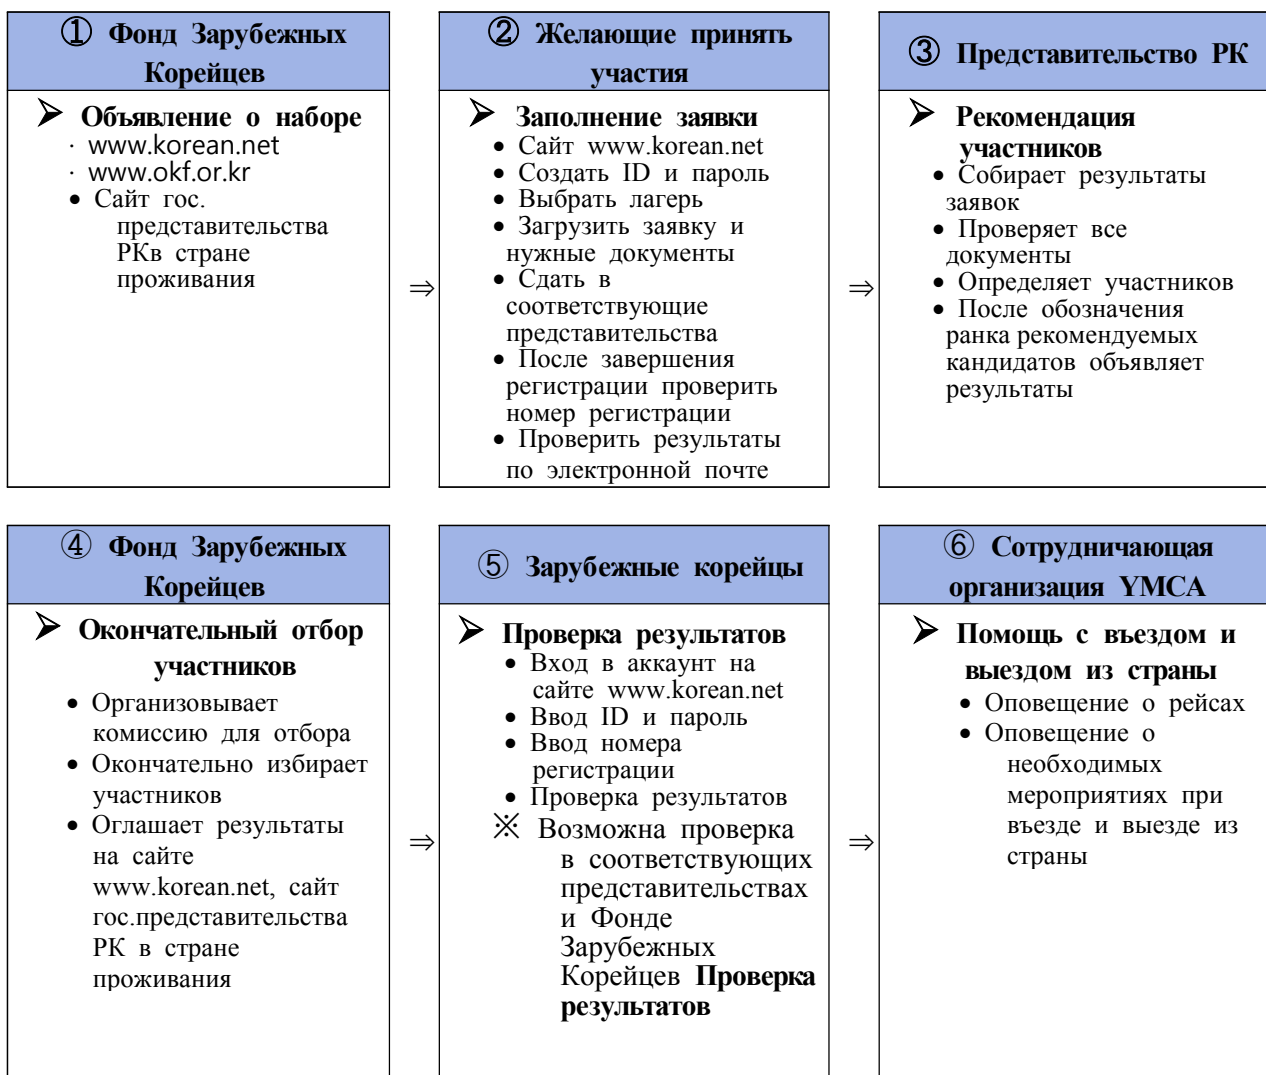 ① Фонд Зарубежных
Корейцев
➢ Объявление о наборе
· www.korean.net
· www.okf.or.kr
• Сайт гос.
представительства
РКв стране
проживания
⇒
② Желающие принять
участия
➢ Заполнение заявки
• Сайт www.korean.net
• Создать ID и пароль
• Выбрать лагерь
• Загрузить заявку и
нужные документы
• Сдать в
соответствующие
представительства
• После завершения
регистрации проверить
номер регистрации
• Проверить результаты
по электронной почте
⇒
③ Представительство РК
➢ Рекомендация
участников
• Собирает результаты
заявок
• Проверяет все
документы
• Определяет участников
• После обозначения
ранка рекомендуемых
кандидатов объявляет
результаты
④ Фонд Зарубежных
Корейцев
➢ Окончательный отбор
участников
• Организовывает
комиссию для отбора
• Окончательно избирает
участников
• Оглашает результаты
на сайте
www.korean.net, сайт
гос.представительства
РК в стране
проживания
⇒
⑤ Зарубежные корейцы
➢ Проверка результатов
• Вход в аккаунт на
сайте www.korean.net
• Ввод ID и пароль
• Ввод номера
регистрации
• Проверка результатов
※ Возможна проверка
в соответствующих
представительствах
и Фонде
Зарубежных
Корейцев Проверка
результатов
⇒
⑥ Сотрудничающая
организация YMCA
➢ Помощь с въездом и
выездом из страны
• Оповещение о рейсах
• Оповещение о
необходимых
мероприятиях при
въезде и выезде из
страны